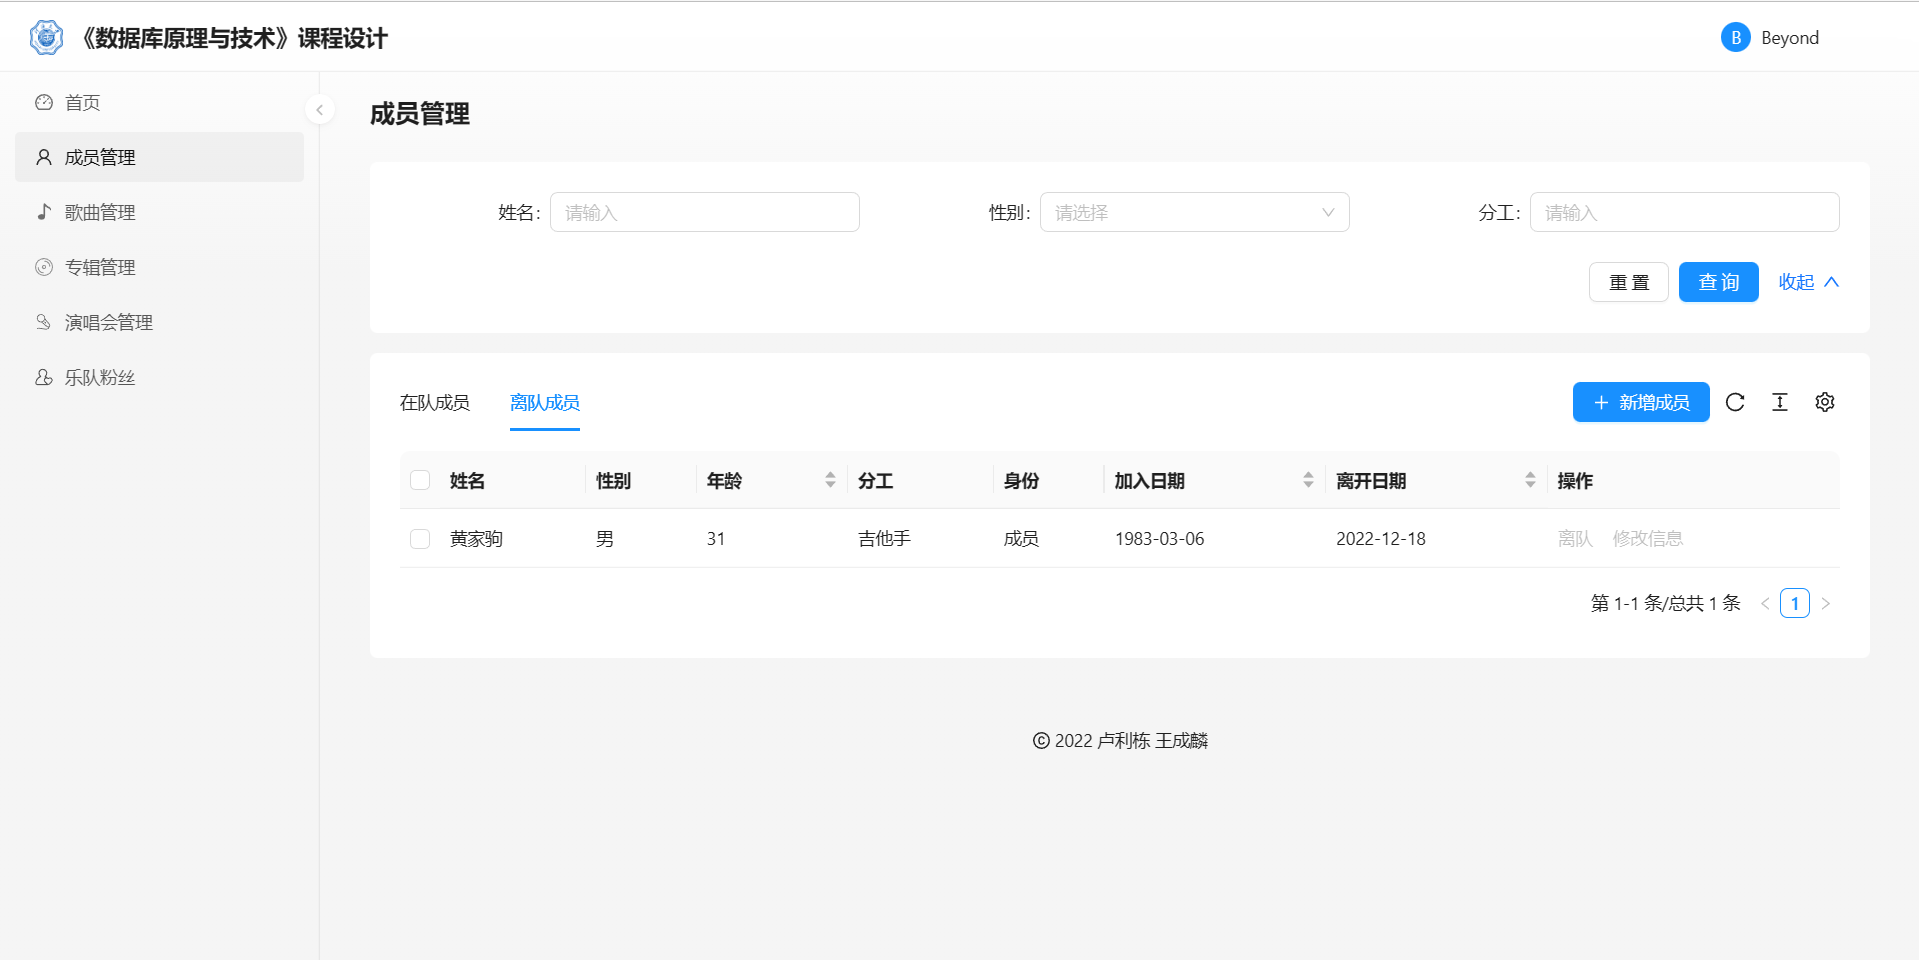 《数据库原理与技术》课程设计
B Beyond
首页
成员管理
歌曲管理
专辑管理
演唱会管理
乐队粉丝
成员管理
姓名: 请输入 性别: 请选择 分工: 请输入
重 置 查 询 收起
在队成员 离队成员 新增成员
姓名 性别 年龄 分工 身份 加入日期 离开日期 操作
黄家驹 男 31 吉他手 成员 1983-03-06 2022-12-18 离队 修改信息
第 1-1 条/总共 1 条 < 1 >
© 2022 卢利栋 王成麟